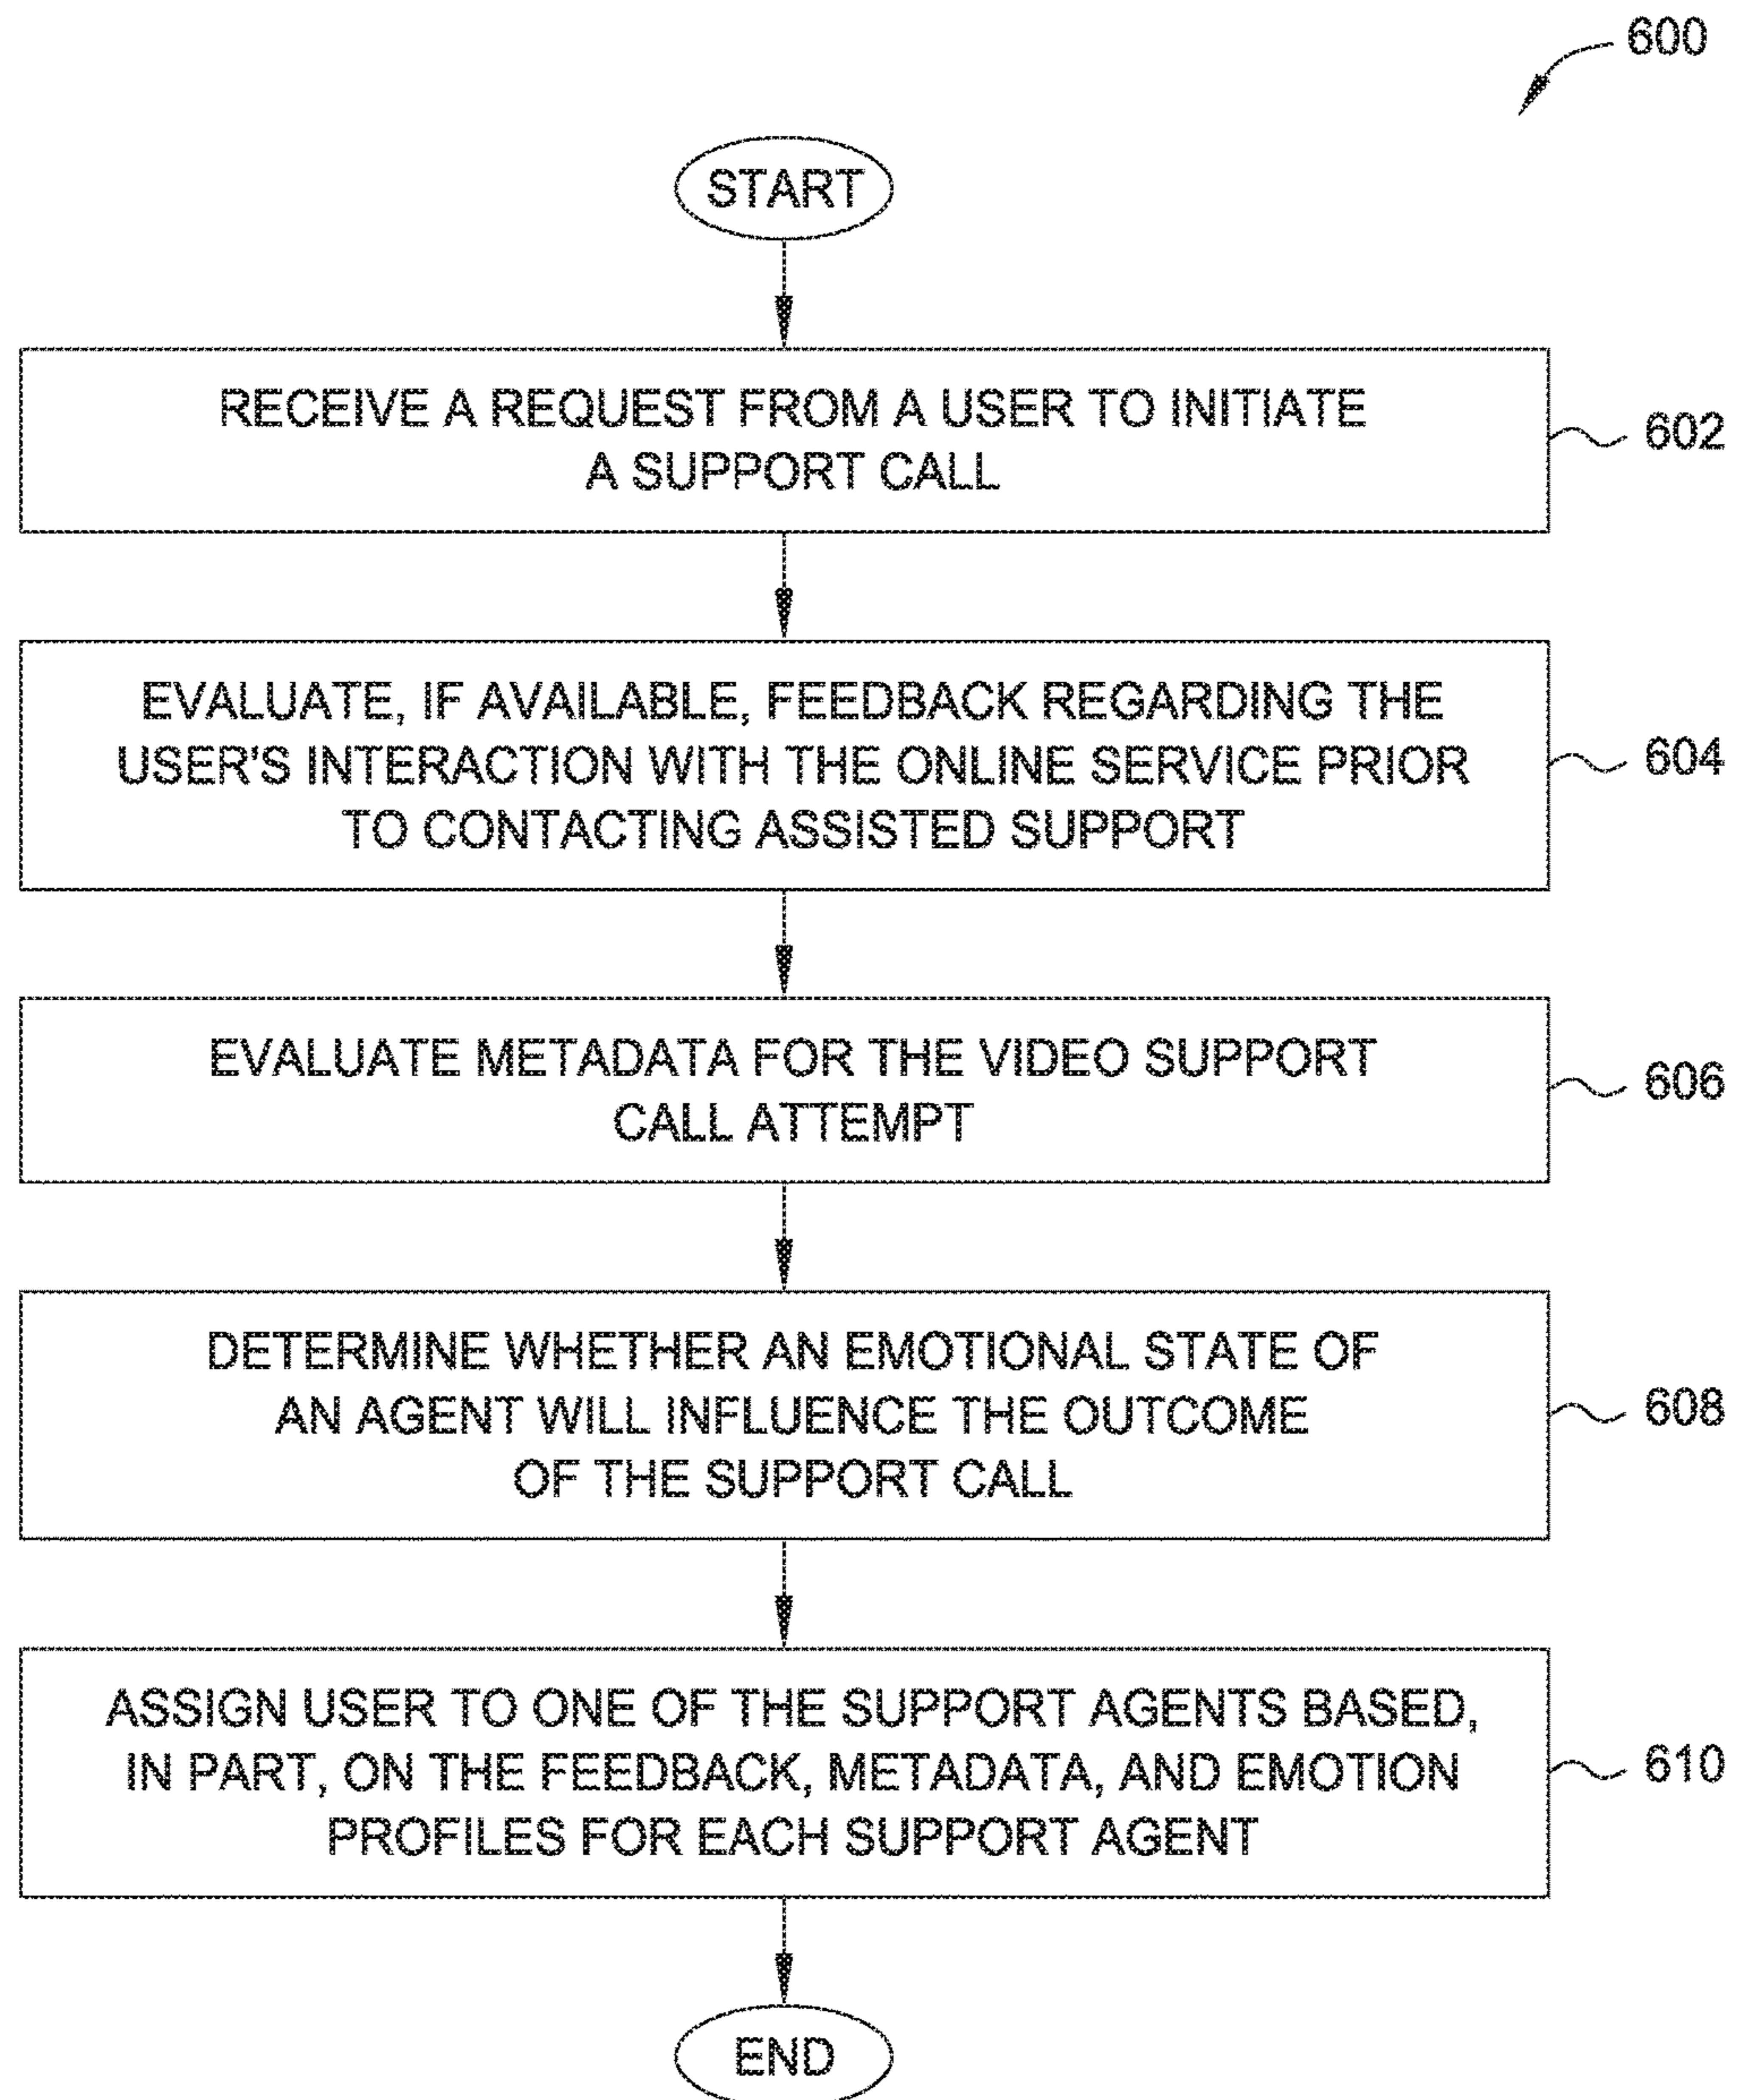 600
START
RECEIVE A REQUEST FROM A USER TO INITIATE
A SUPPORT CALL
602
EVALUATE, IF AVAILABLE, FEEDBACK REGARDING THE
USER'S INTERACTION WITH THE ONLINE SERVICE PRIOR
TO CONTACTING ASSISTED SUPPORT
604
EVALUATE METADATA FOR THE VIDEO SUPPORT
CALL ATTEMPT
606
DETERMINE WHETHER AN EMOTIONAL STATE OF
AN AGENT WILL INFLUENCE THE OUTCOME
OF THE SUPPORT CALL
608
ASSIGN USER TO ONE OF THE SUPPORT AGENTS BASED,
IN PART, ON THE FEEDBACK, METADATA, AND EMOTION
PROFILES FOR EACH SUPPORT AGENT
610
END